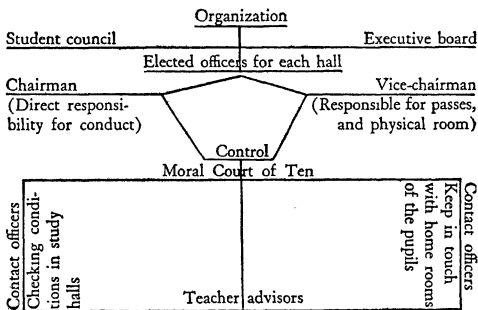 Organization
Student council
Executive board
Elected officers for each hall
Chairman
(Direct responsi-
bility for conduct)
Vice-chairman
(Responsible for passes,
and physical room)
Control
Moral Court of Ten
Contact officers
Checking condi-
tions in study
halls
Contact officers
Keep in touch
with home rooms
of the pupils
Teacher advisors